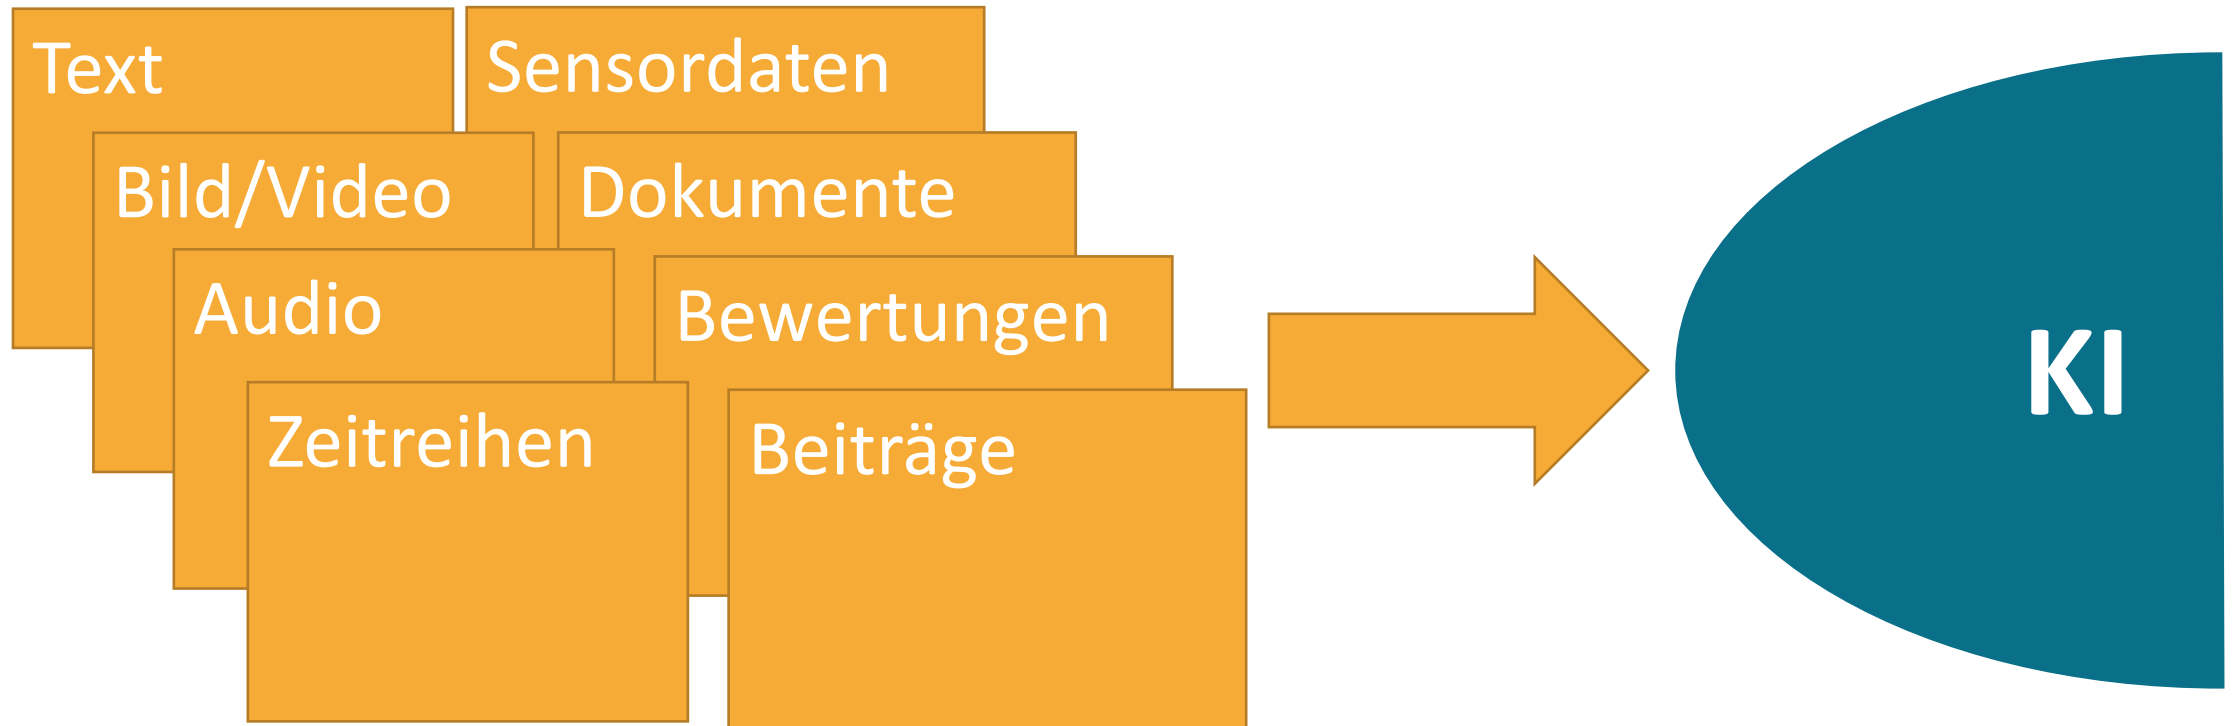 Text
Bild/Video
Audio
Zeitreihen
Sensordaten
Dokumente
Bewertungen
Beiträge
KI